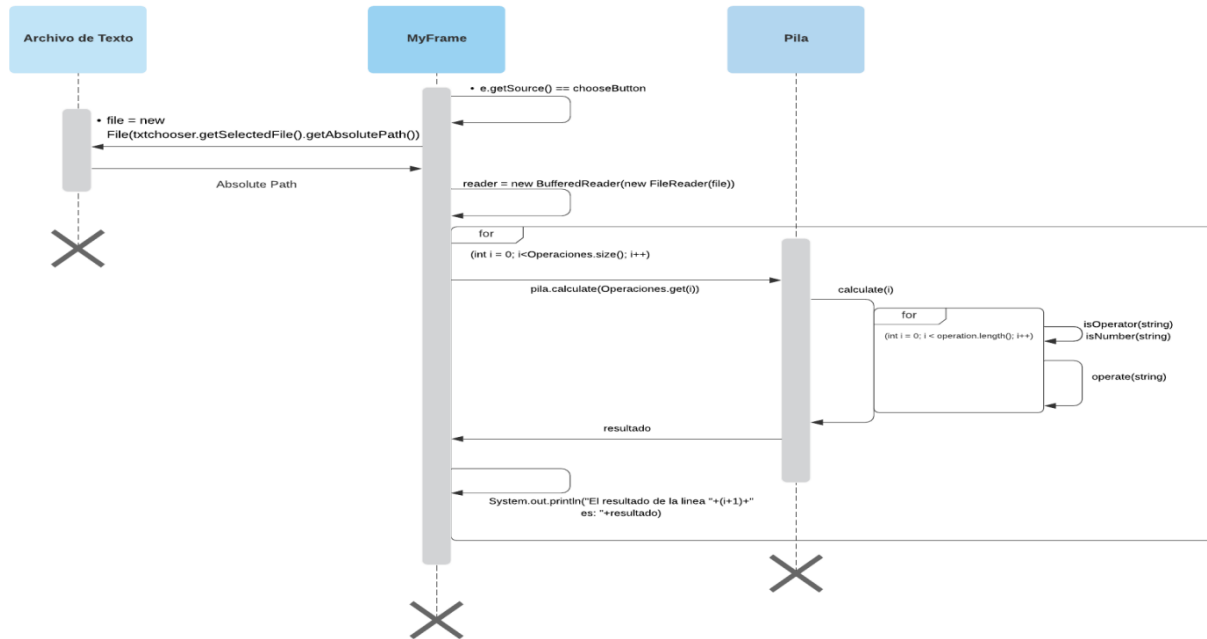 Archivo de Texto
MyFrame
Pila
• e.getSource() == chooseButton
• file = new
File(txtchooser.getSelectedFile().getAbsolutePath())
Absolute Path
reader = new BufferedReader(new FileReader(file))
for
(int i = 0; i<Operaciones.size(); i++)
pila.calculate(Operaciones.get(i))
calculate(i)
for
(int i = 0; i < operation.length(); i++)
isOperator(string)
isNumber(string)
operate(string)
resultado
System.out.println("El resultado de la linea "+(i+1)+"
es: "+resultado)